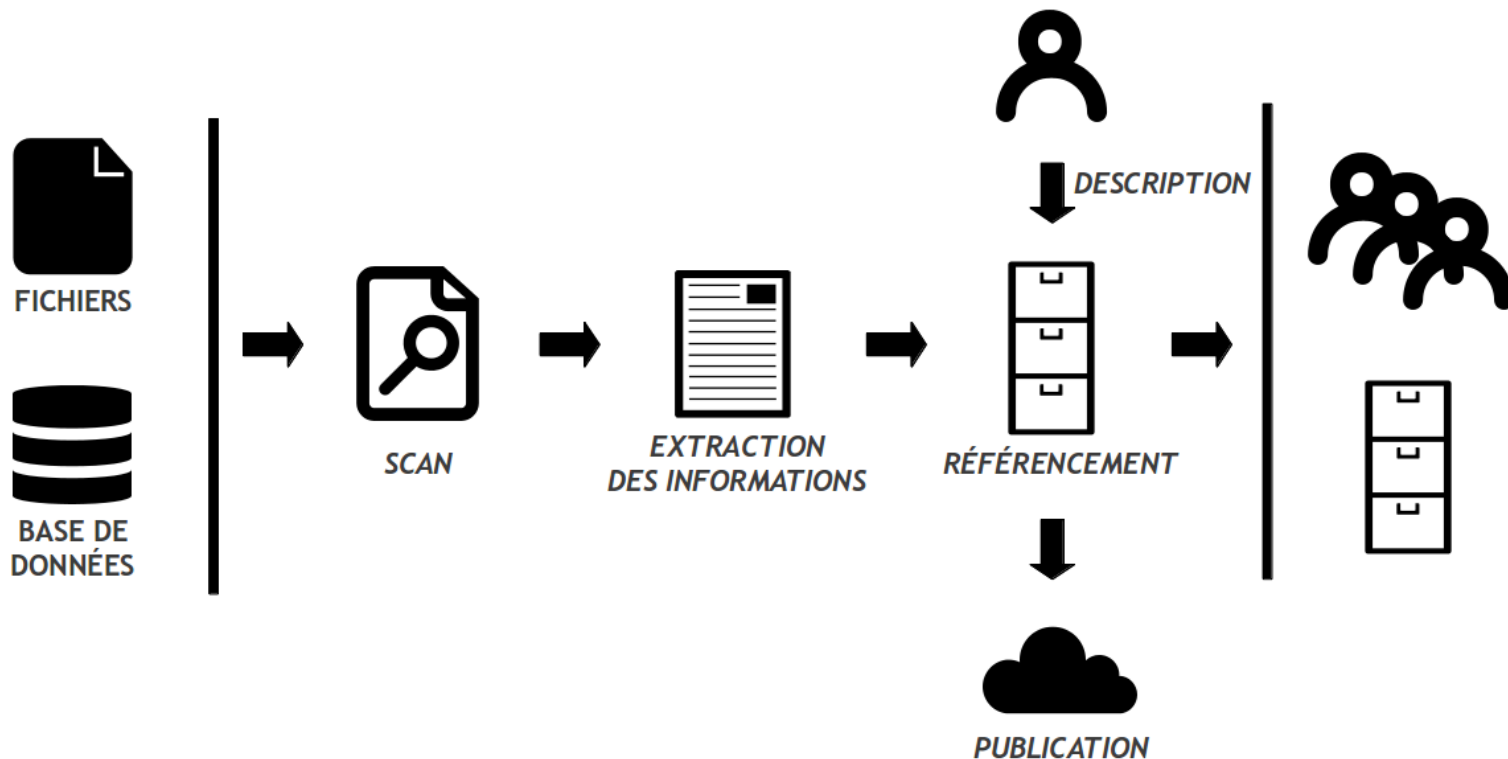 FICHIERS
BASE DE
DONNÉES
SCAN
EXTRACTION
DES INFORMATIONS
DESCRIPTION
RÉFÉRENCEMENT
PUBLICATION